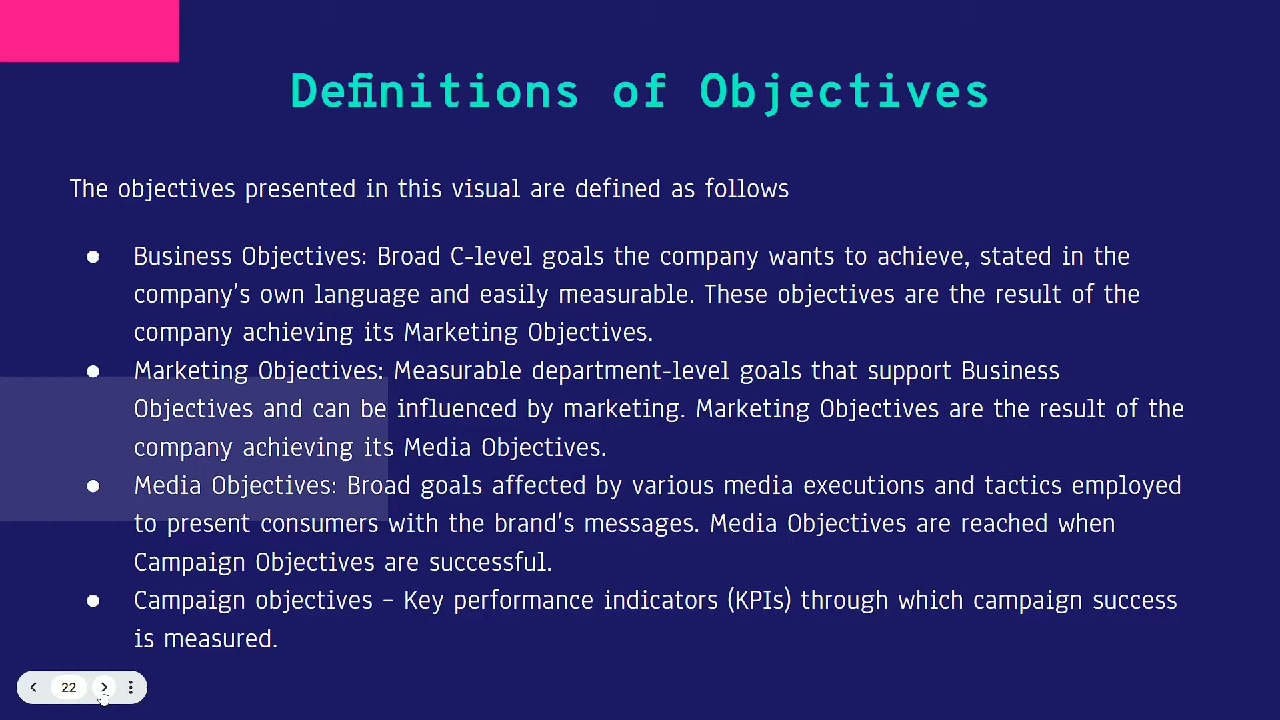 Definitions of Objectives
The objectives presented in this visual are defined as follows
● Business Objectives: Broad C-level goals the company wants to achieve, stated in the
company's own language and easily measurable. These objectives are the result of the
company achieving its Marketing Objectives.
● Marketing Objectives: Measurable department-level goals that support Business
Objectives and can be influenced by marketing. Marketing Objectives are the result of the
company achieving its Media Objectives.
● Media Objectives: Broad goals affected by various media executions and tactics employed
to present consumers with the brand's messages. Media Objectives are reached when
Campaign Objectives are successful.
● Campaign objectives – Key performance indicators (KPIs) through which campaign success
is measured.
22